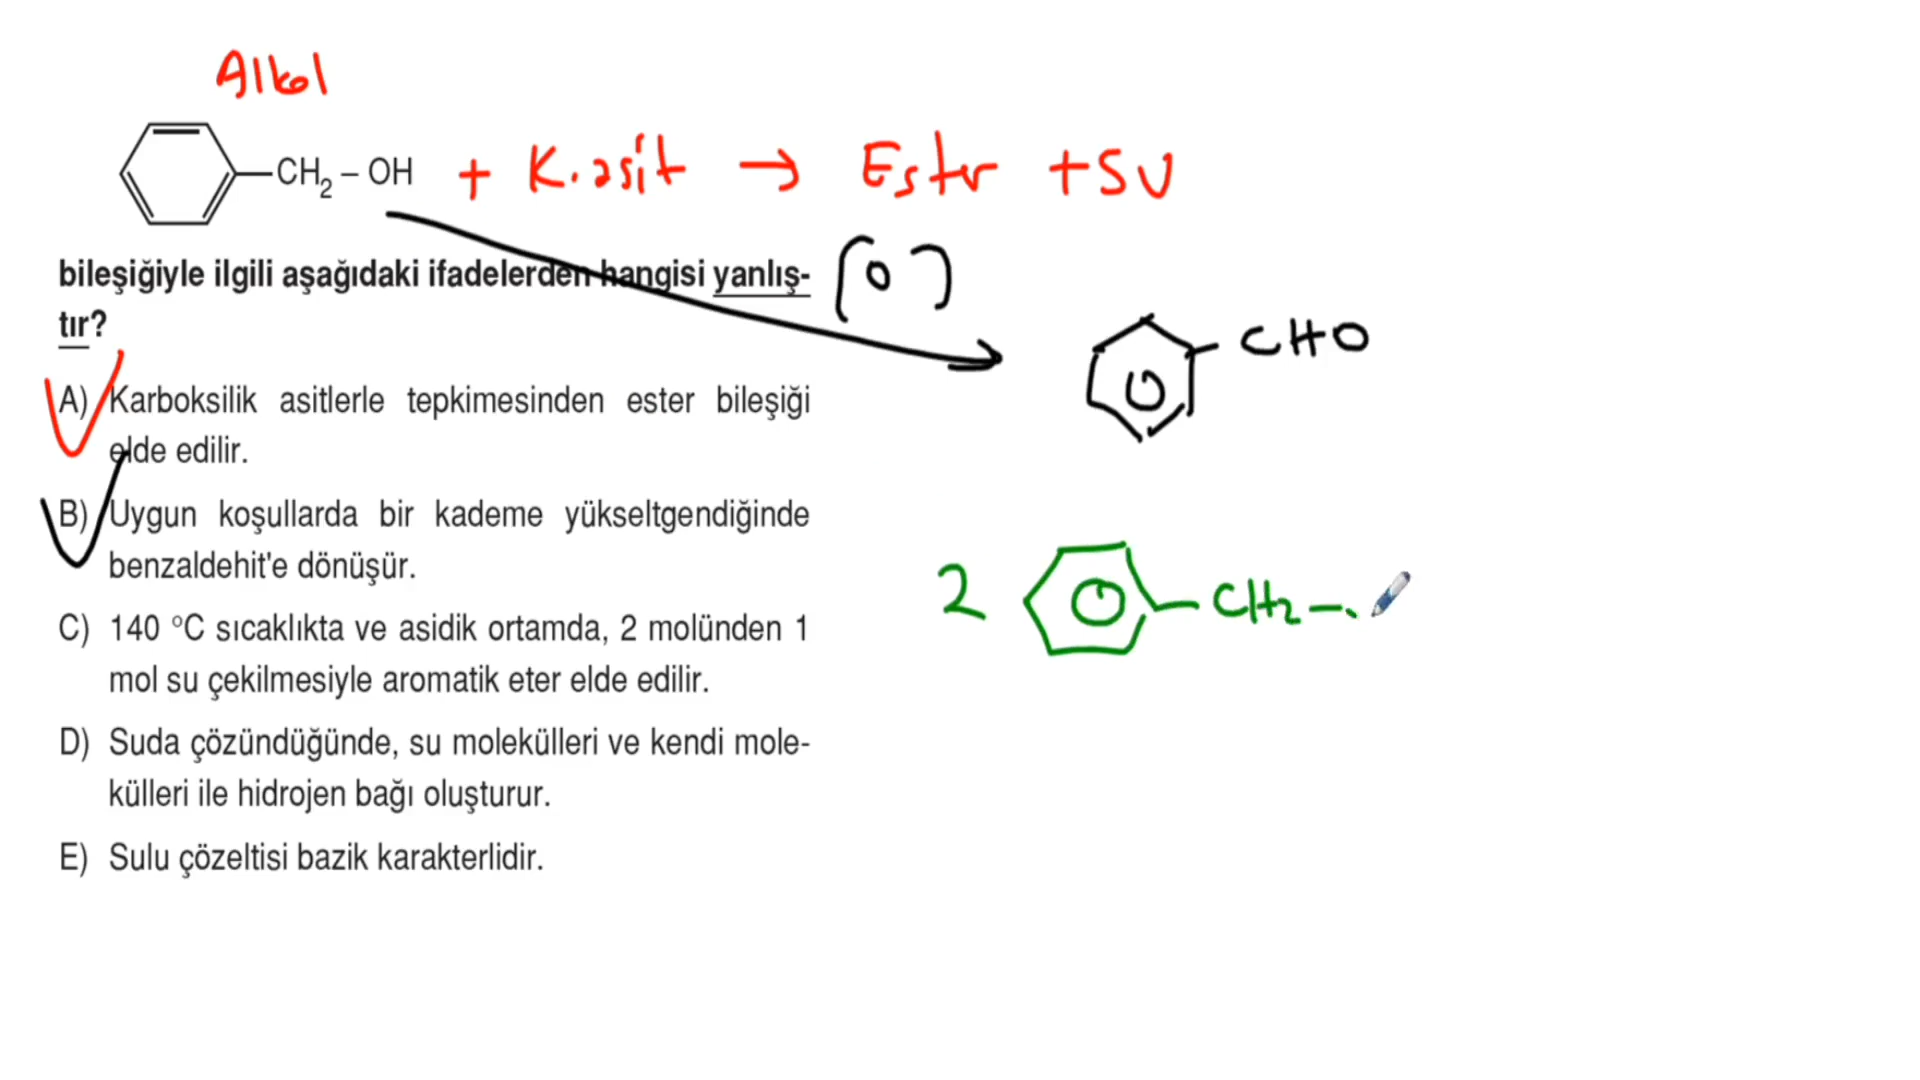 Alkol
CH2 – OH + K.asit → Ester + SU
bileşiğiyle ilgili aşağıdaki ifadelerden hangisi yanlış-
tır?
[O]
CHO
A) Karboksilik asitlerle tepkimesinden ester bileşiği
elde edilir.
B) Uygun koşullarda bir kademe yükseltgendiğinde
benzaldehit'e dönüşür.
2 CH2 –
C) 140 °C sıcaklıkta ve asidik ortamda, 2 molünden 1
mol su çekilmesiyle aromatik eter elde edilir.
D) Suda çözündüğünde, su molekülleri ve kendi mole-
külleri ile hidrojen bağı oluşturur.
E) Sulu çözeltisi bazik karakterlidir.